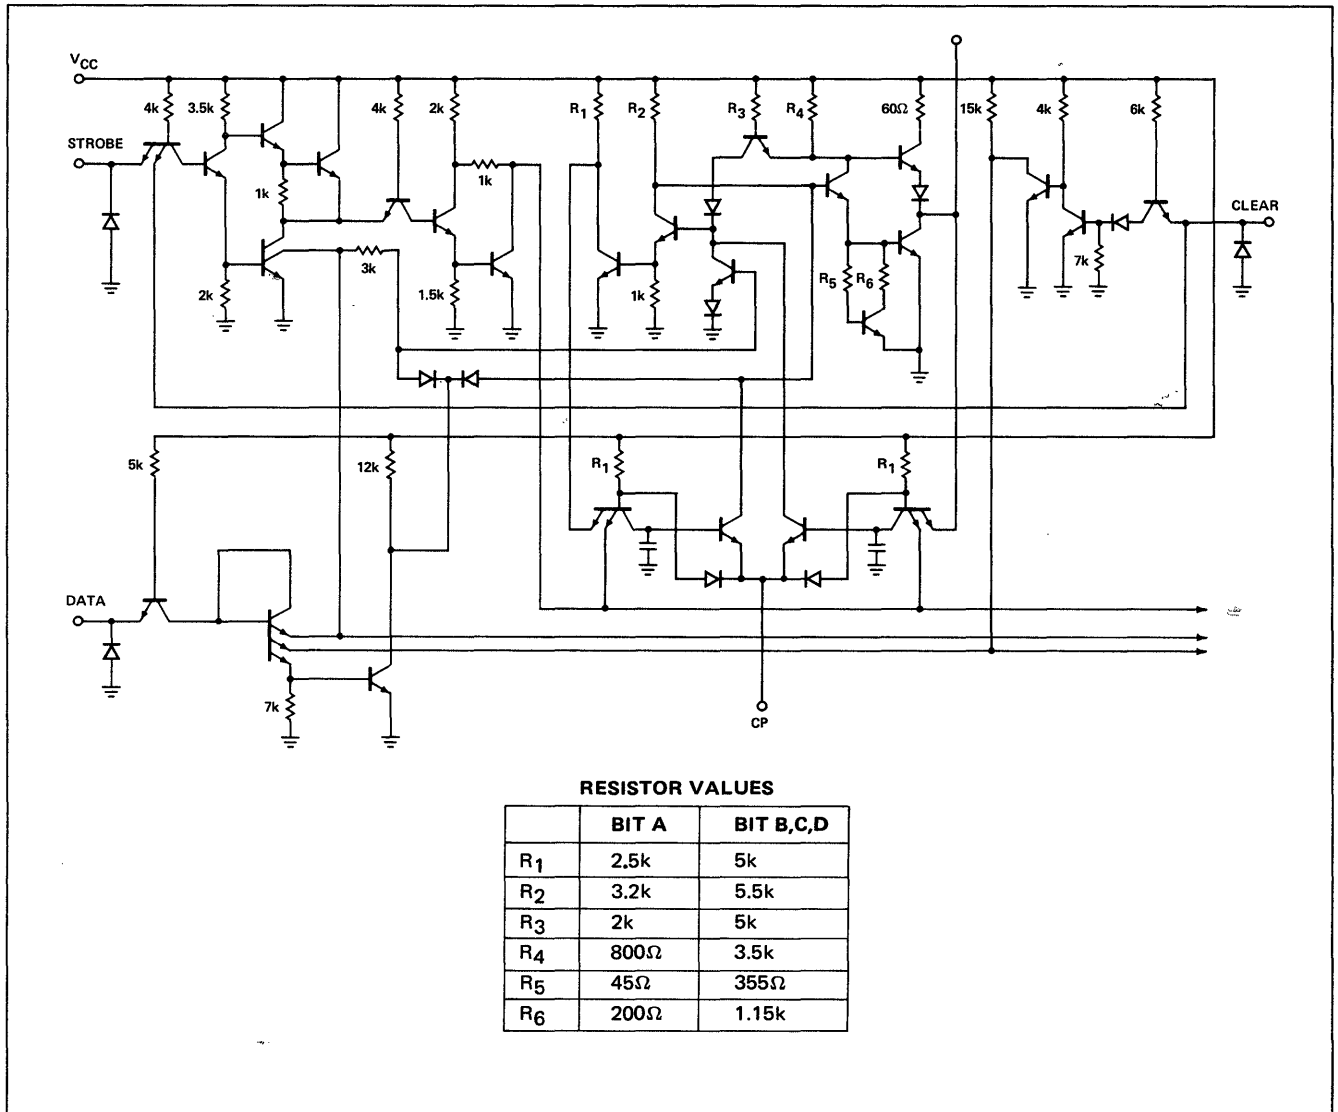 VCC
4k
3.5k
4k
2k
R1
R2
R3
R4
60Ω
15k
4k
6k
STROBE
1k
1k
CLEAR
3k
2k
1.5k
1k
R5
R6
7k
5k
12k
R1
R1
DATA
7k
CP
RESISTOR VALUES
BIT A BIT B,C,D
R1 2.5k 5k
R2 3.2k 5.5k
R3 2k 5k
R4 800Ω 3.5k
R5 45Ω 355Ω
R6 200Ω 1.15k